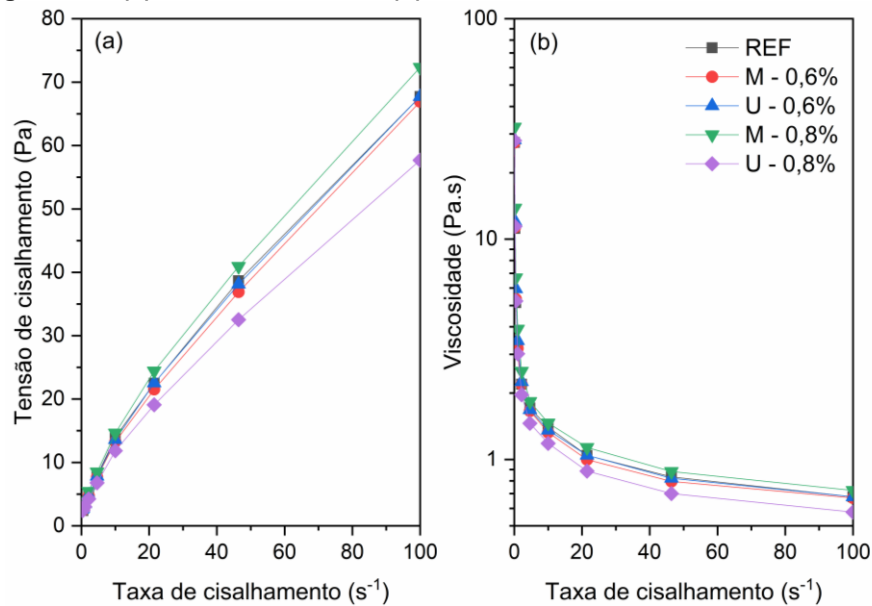 (a)
80
70
60
50
40
30
20
10
0
Tensão de cisalhamento (Pa)
0 20 40 60 80 100
Taxa de cisalhamento (s⁻¹)
(b)
REF
M - 0,6%
U - 0,6%
M - 0,8%
U - 0,8%
100
10
1
Viscosidade (Pa.s)
0 20 40 60 80 100
Taxa de cisalhamento (s⁻¹)